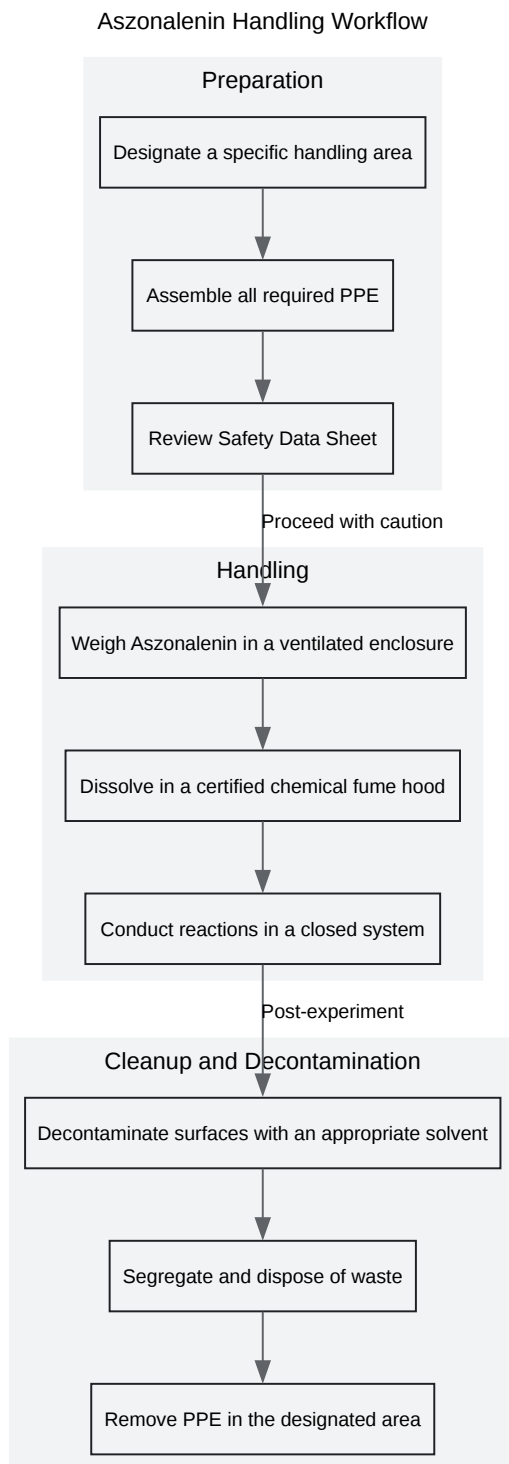 Aszonalenin Handling Workflow
Preparation
Designate a specific handling area
Assemble all required PPE
Review Safety Data Sheet
Proceed with caution
Handling
Weigh Aszonalenin in a ventilated enclosure
Dissolve in a certified chemical fume hood
Conduct reactions in a closed system
Post-experiment
Cleanup and Decontamination
Decontaminate surfaces with an appropriate solvent
Segregate and dispose of waste
Remove PPE in the designated area